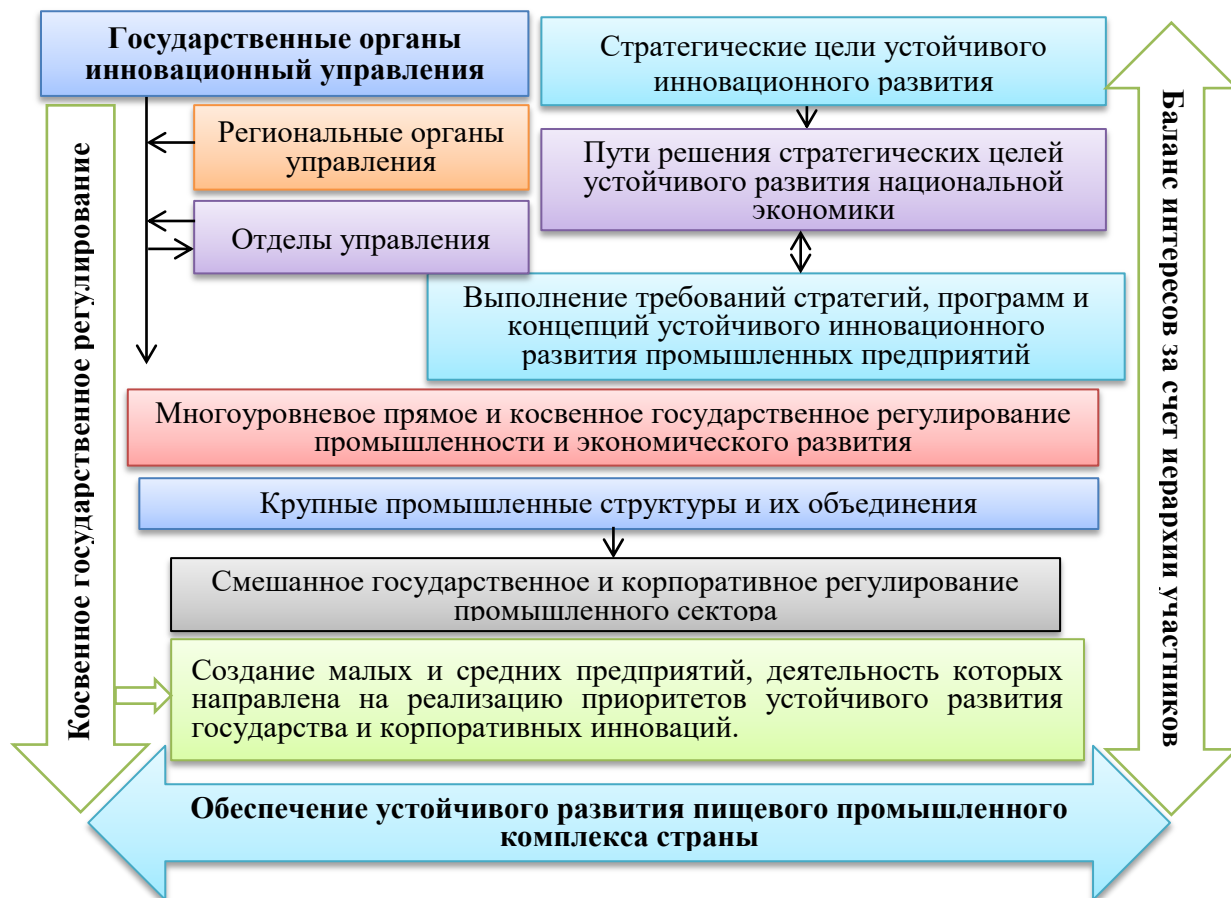 Государственные органы
инновационный управления
Стратегические цели устойчивого
инновационного развития
Региональные органы
управления
Пути решения стратегических целей
устойчивого развития национальной
экономики
Отделы управления
Выполнение требований стратегий, программ и
концепций устойчивого инновационного
развития промышленных предприятий
Многоуровневое прямое и косвенное государственное регулирование
промышленности и экономического развития
Крупные промышленные структуры и их объединения
Смешанное государственное и корпоративное регулирование
промышленного сектора
Создание малых и средних предприятий, деятельность которых
направлена на реализацию приоритетов устойчивого развития
государства и корпоративных инноваций.
Косвенное государственное регулирование
Баланс интересов за счет иерархии участников
Обеспечение устойчивого развития пищевого промышленного
комплекса страны